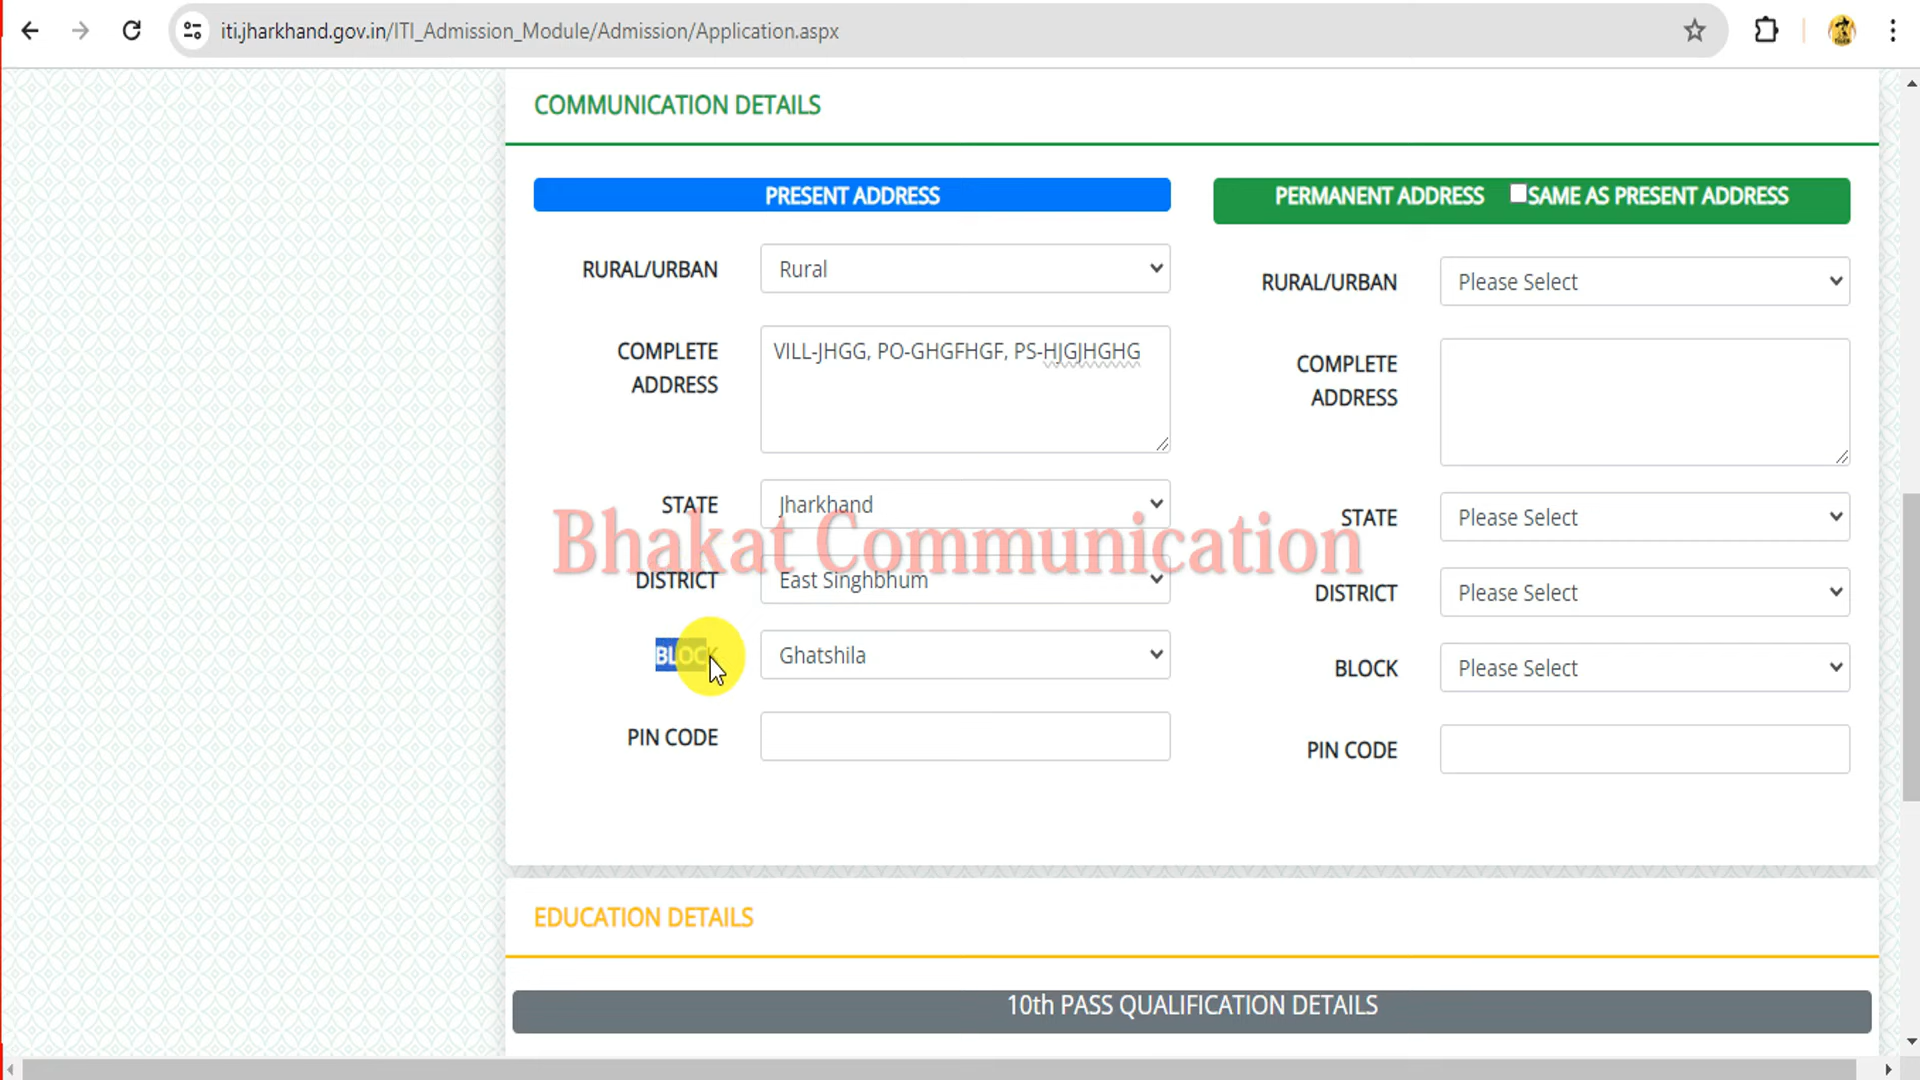 iti.jharkhand.gov.in/ITI_Admission_Module/Admission/Application.aspx
COMMUNICATION DETAILS
PRESENT ADDRESS
RURAL/URBAN
Rural
COMPLETE
ADDRESS
VILL-JHGG, PO-GHGFHGF, PS-HJGJHGHG
STATE
Jharkhand
DISTRICT
East Singhbhum
BLOCK
Ghatshila
PIN CODE
PERMANENT ADDRESS SAME AS PRESENT ADDRESS
RURAL/URBAN
Please Select
COMPLETE
ADDRESS
STATE
Please Select
DISTRICT
Please Select
BLOCK
Please Select
PIN CODE
Bhakat Communication
EDUCATION DETAILS
10th PASS QUALIFICATION DETAILS